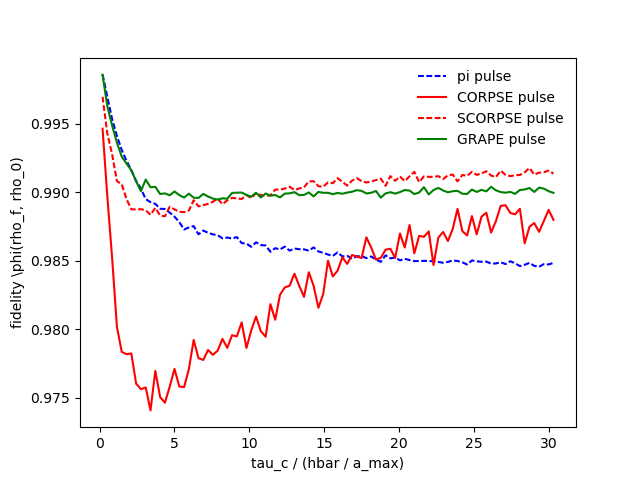 pi pulse
CORPSE pulse
SCORPSE pulse
GRAPE pulse
fidelity \phi(rho_f, rho_0)
0.995
0.990
0.985
0.980
0.975
0
5
10
15
20
25
30
tau_c / (hbar / a_max)